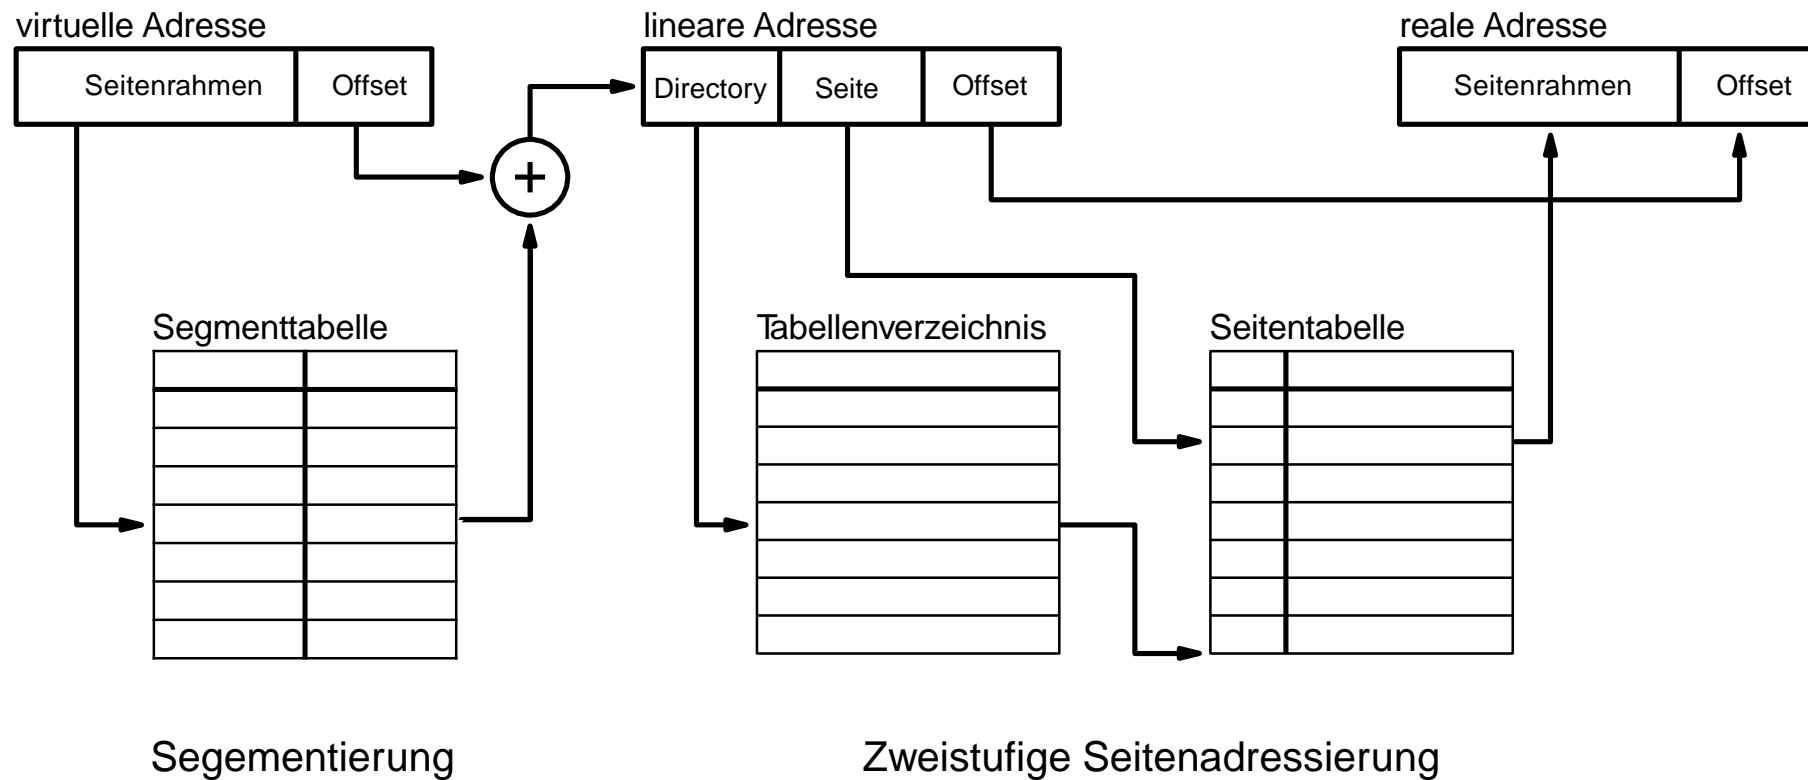 virtuelle Adresse
lineare Adresse
reale Adresse
Seitenrahmen
Offset
Directory
Seite
Offset
Seitenrahmen
Offset
+
Segmenttabelle
Tabellenverzeichnis
Seitentabelle
Segementierung
Zweistufige Seitenadressierung